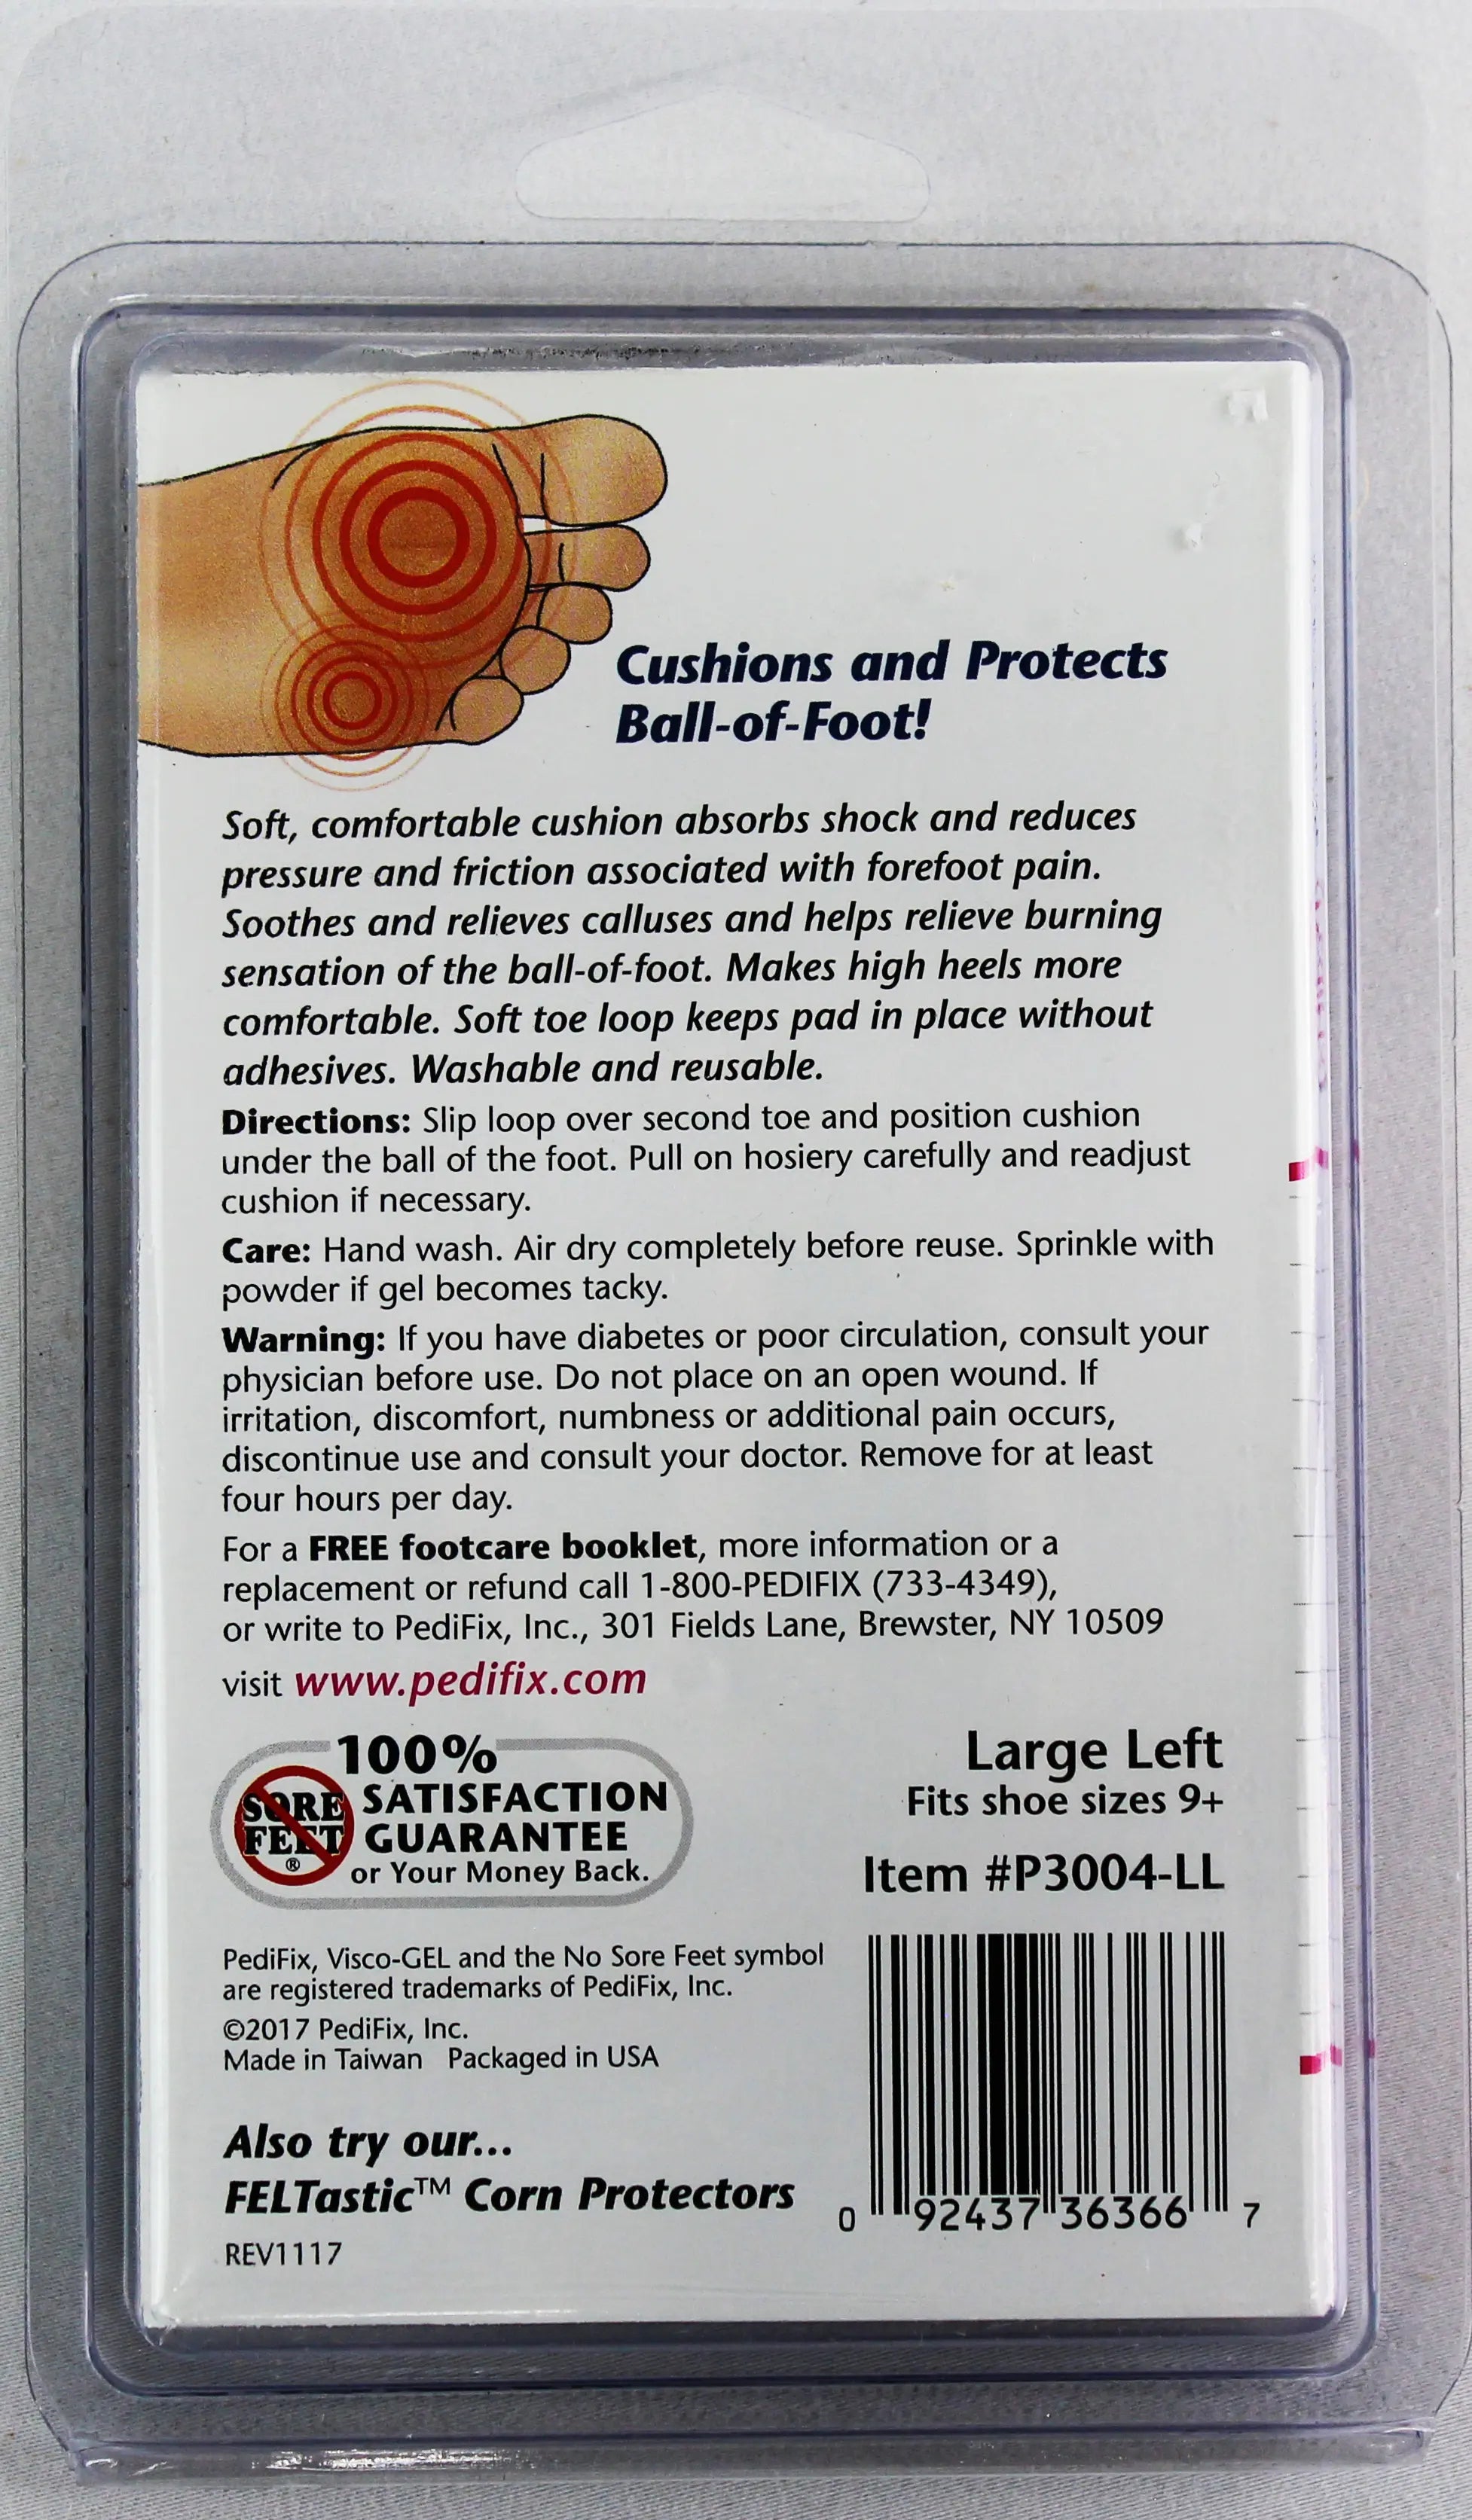 Cushions and Protects
Ball-of-Foot!
Soft, comfortable cushion absorbs shock and reduces
pressure and friction associated with forefoot pain.
Soothes and relieves calluses and helps relieve burning
sensation of the ball-of-foot. Makes high heels more
comfortable. Soft toe loop keeps pad in place without
adhesives. Washable and reusable.
Directions: Slip loop over second toe and position cushion
under the ball of the foot. Pull on hosiery carefully and readjust
cushion if necessary.
Care: Hand wash. Air dry completely before reuse. Sprinkle with
powder if gel becomes tacky.
Warning: If you have diabetes or poor circulation, consult your
physician before use. Do not place on an open wound. If
irritation, discomfort, numbness or additional pain occurs,
discontinue use and consult your doctor. Remove for at least
four hours per day.
For a FREE footcare booklet, more information or a
replacement or refund call 1-800-PEDIFIX (733-4349),
or write to PediFix, Inc., 301 Fields Lane, Brewster, NY 10509
visit www.pedifix.com
100%
SATISFACTION
GUARANTEE
or Your Money Back.
SORE
FEET
®
Large Left
Fits shoe sizes 9+
Item #P3004-LL
PediFix, Visco-GEL and the No Sore Feet symbol
are registered trademarks of PediFix, Inc.
©2017 PediFix, Inc.
Made in Taiwan Packaged in USA
Also try our...
FELTastic™ Corn Protectors
REV1117
0 92437 36366 7